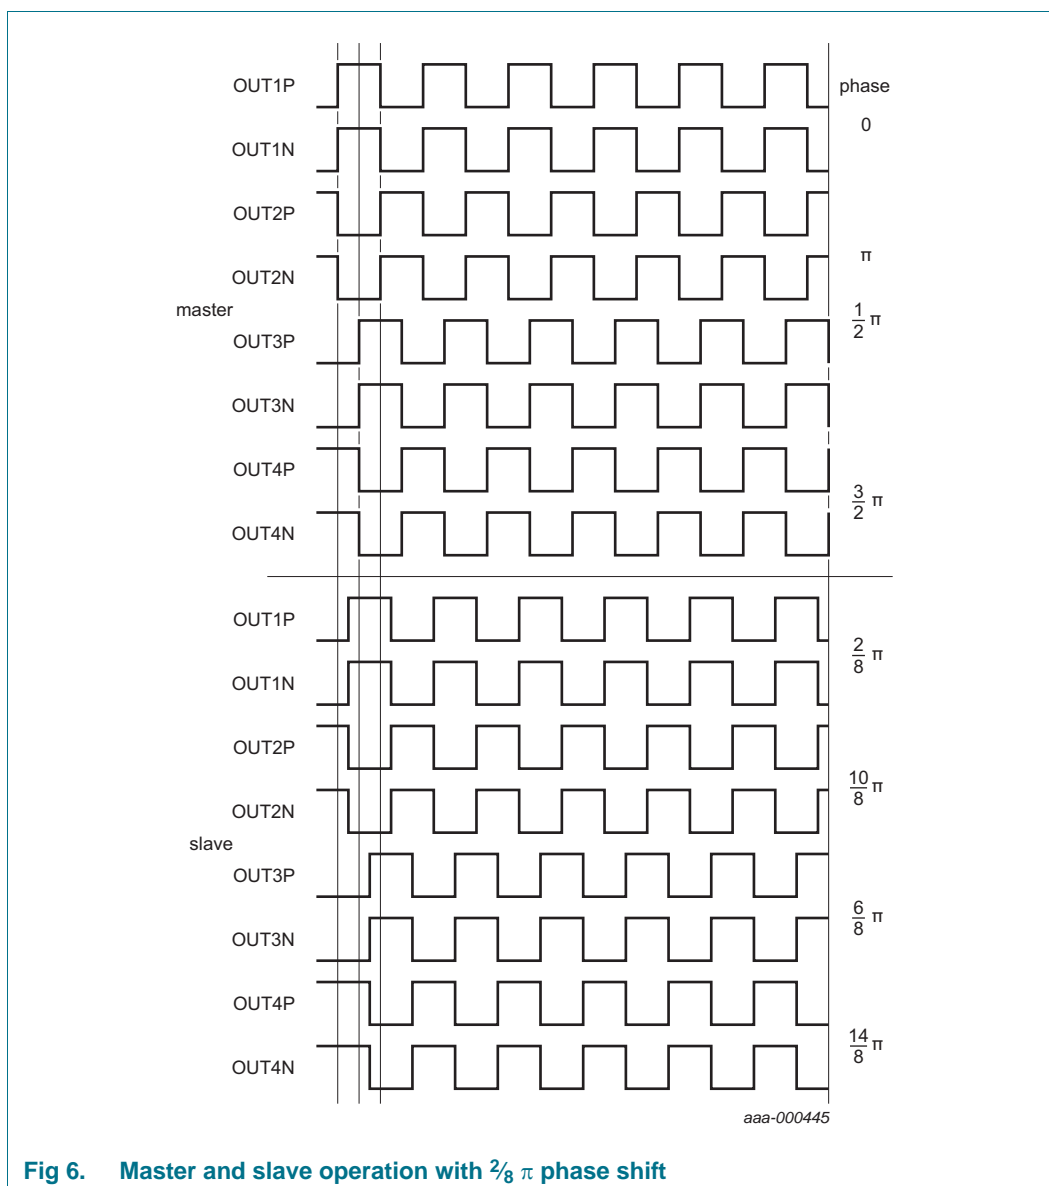 OUT1P
phase
0
OUT1N
OUT2P
π
OUT2N
master
1/2 π
OUT3P
OUT3N
OUT4P
3/2 π
OUT4N
OUT1P
2/8 π
OUT1N
OUT2P
10/8 π
OUT2N
slave
OUT3P
6/8 π
OUT3N
OUT4P
14/8 π
OUT4N
aaa-000445
Fig 6. Master and slave operation with 2⁄8 π phase shift